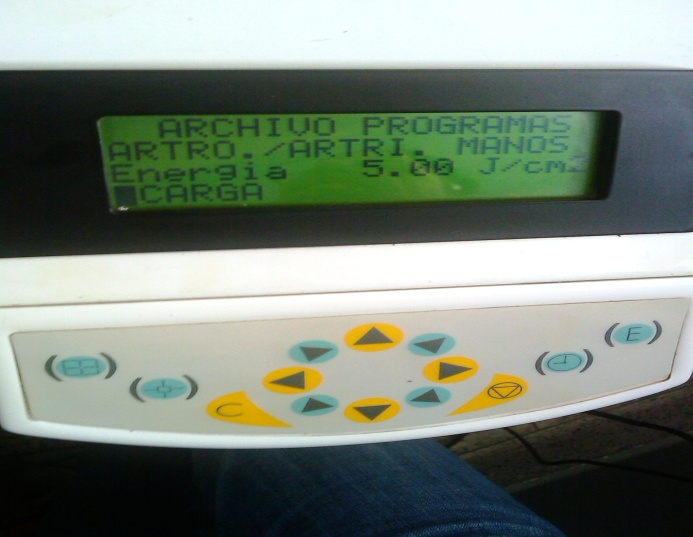 ARCHIVO PROGRAMAS
ARTRO./ARTRI. MANOS
Energia 5.00 J/cm2
CARGA
E
C